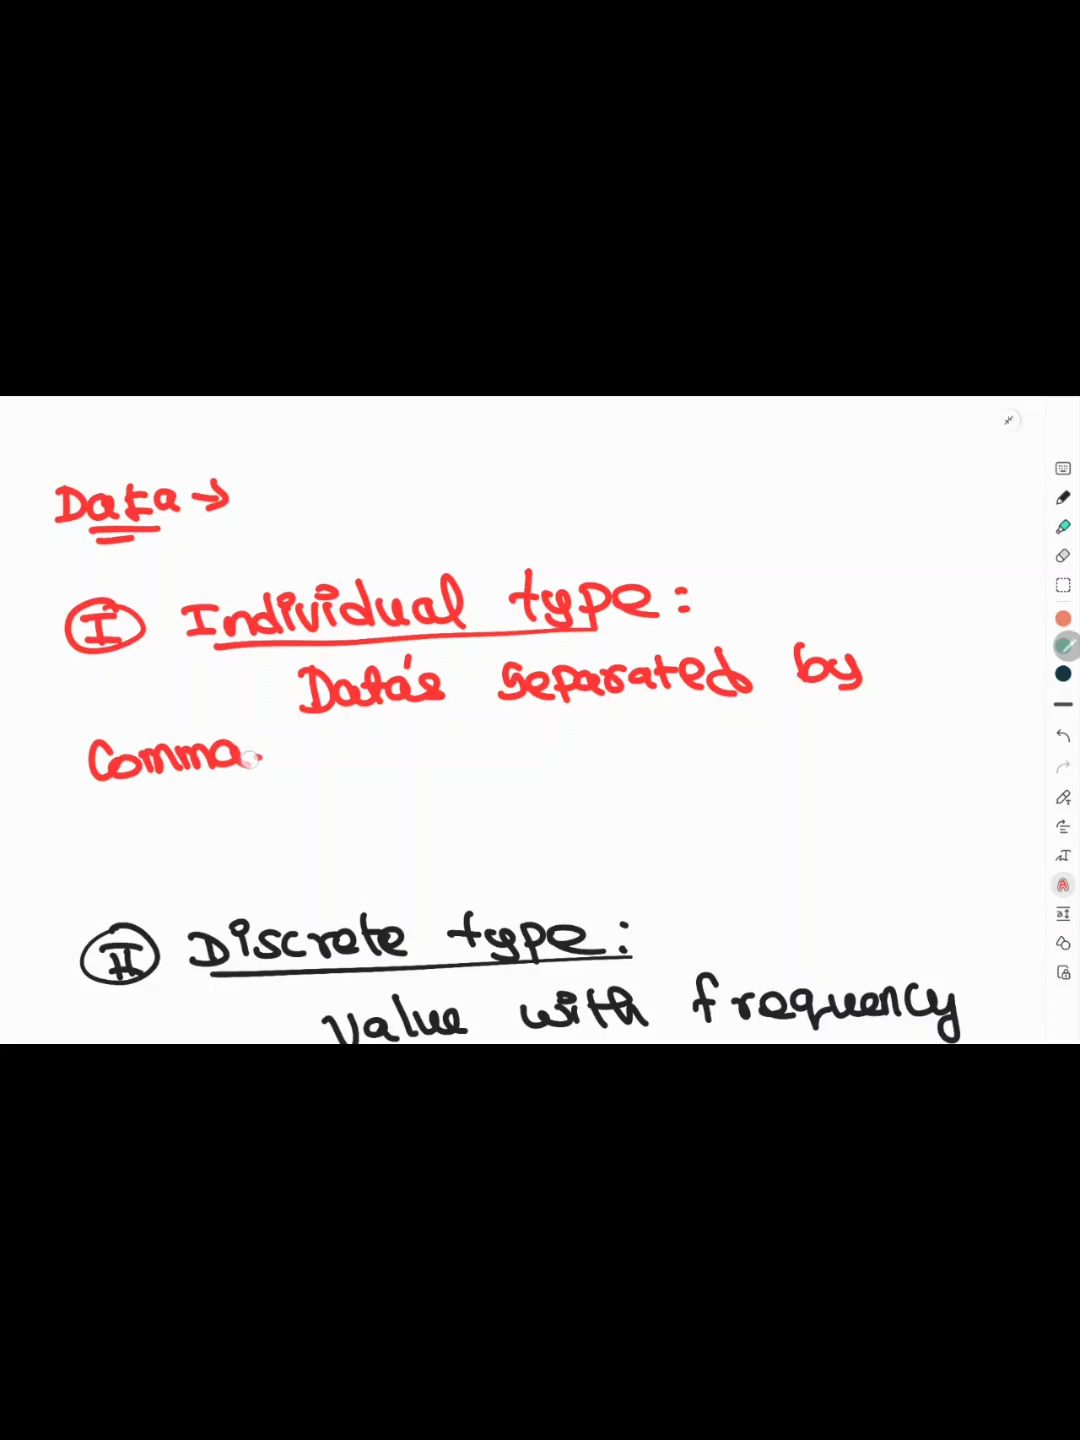 Data →
I Individual type:
Data's separated by
Comma
II Discrete type:
value with frequency